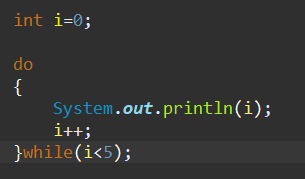 int i=0;
do
{
    System.out.println(i);
    i++;
}while(i<5);